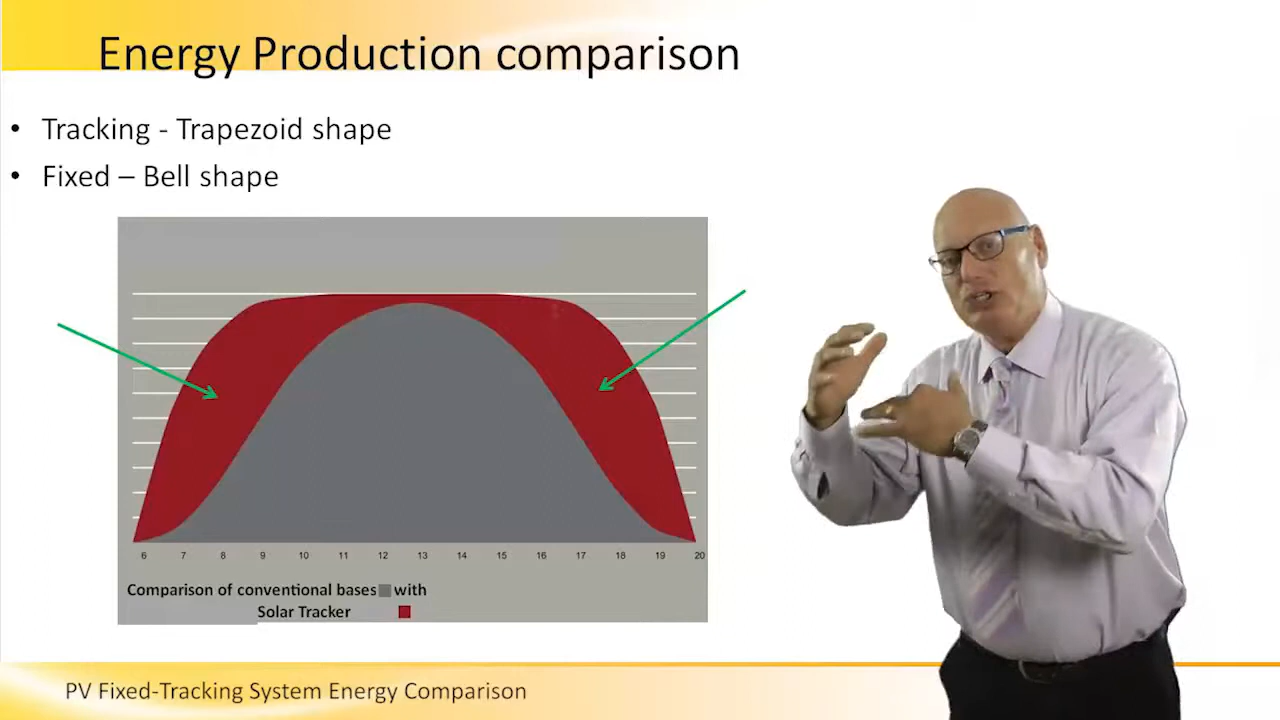 Energy Production comparison
• Tracking - Trapezoid shape
• Fixed – Bell shape
6 7 8 9 10 11 12 13 14 15 16 17 18 19 20
Comparison of conventional bases with
Solar Tracker
PV Fixed-Tracking System Energy Comparison